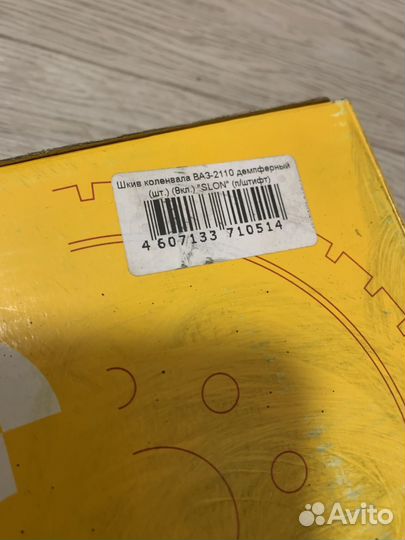 Шкив коленвала ВАЗ-2110 демпферный
(шт.) (8кл.) "SLON" (п/штифт)
4 607133 710514
Avito